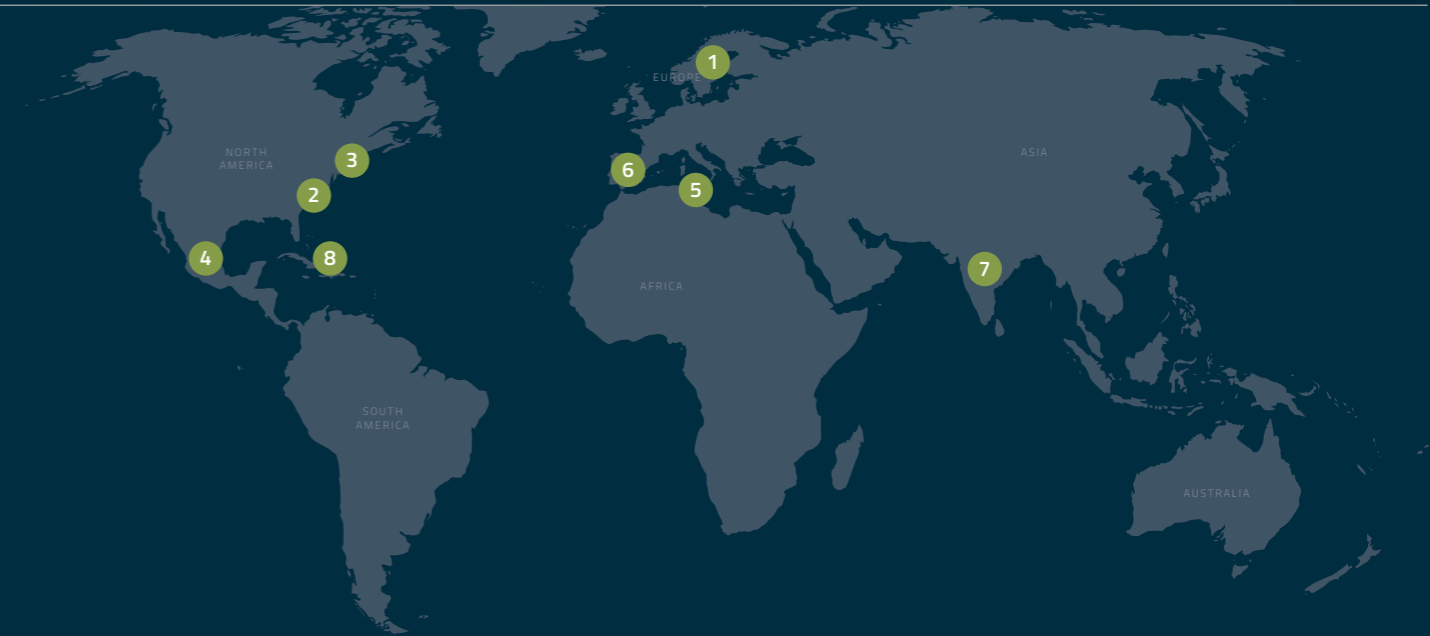 1
EUROPE
NORTH
AMERICA
3
ASIA
6
5
2
4
8
7
AFRICA
SOUTH
AMERICA
AUSTRALIA